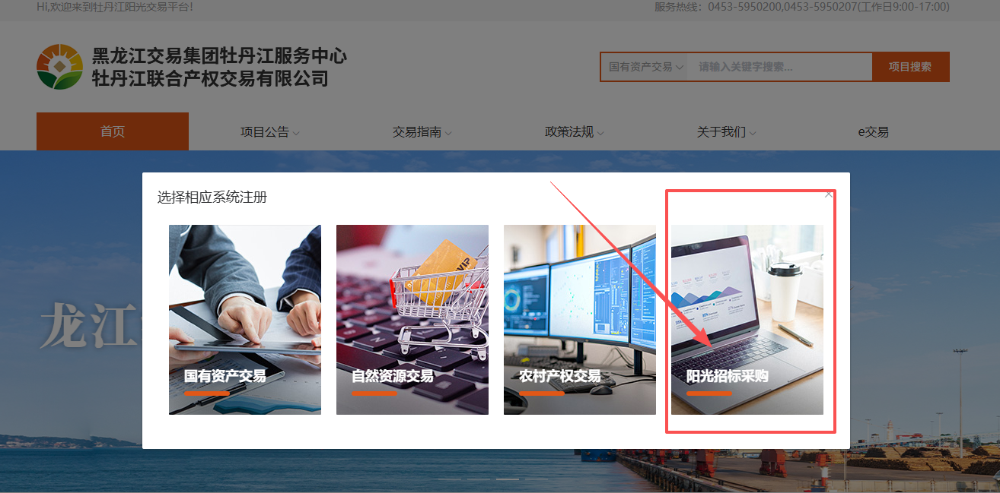 Hi,欢迎来到牡丹江阳光交易平台!
服务热线：0453-5950200,0453-5950207(工作日9:00-17:00)
黑龙江交易集团牡丹江服务中心
牡丹江联合产权交易有限公司
国有资产交易
请输入关键字搜索...
项目搜索
首页
项目公告
交易指南
政策法规
关于我们
e交易
选择相应系统注册
龙江
VIP
国有资产交易
自然资源交易
农村产权交易
阳光招标采购